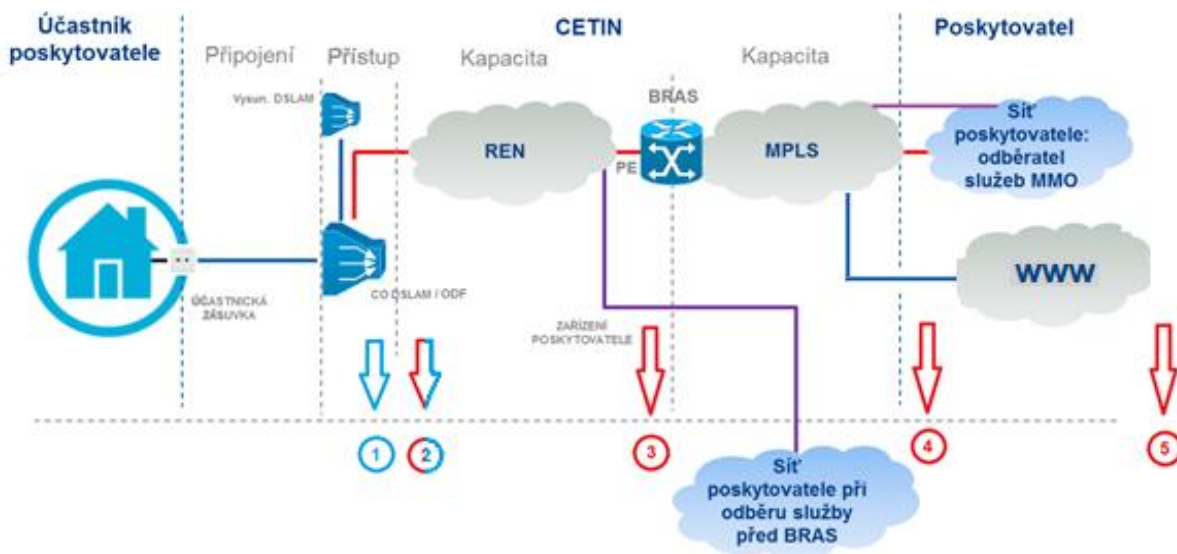 Účastník
poskytovatele
CETIN
Poskytovatel
Připojení
Přístup
Kapacita
Kapacita
Vysun. DSLAM
BRAS
REN
PE
MPLS
Síť
poskytovatele:
odběratel
služeb MMO
WWW
ÚČASTNICKÁ
ZÁSUVKA
CO DSLAM / ODF
ZAŘÍZENÍ
POSKYTOVATELE
1
2
3
4
5
Síť
poskytovatele při
odběru služby
před BRAS